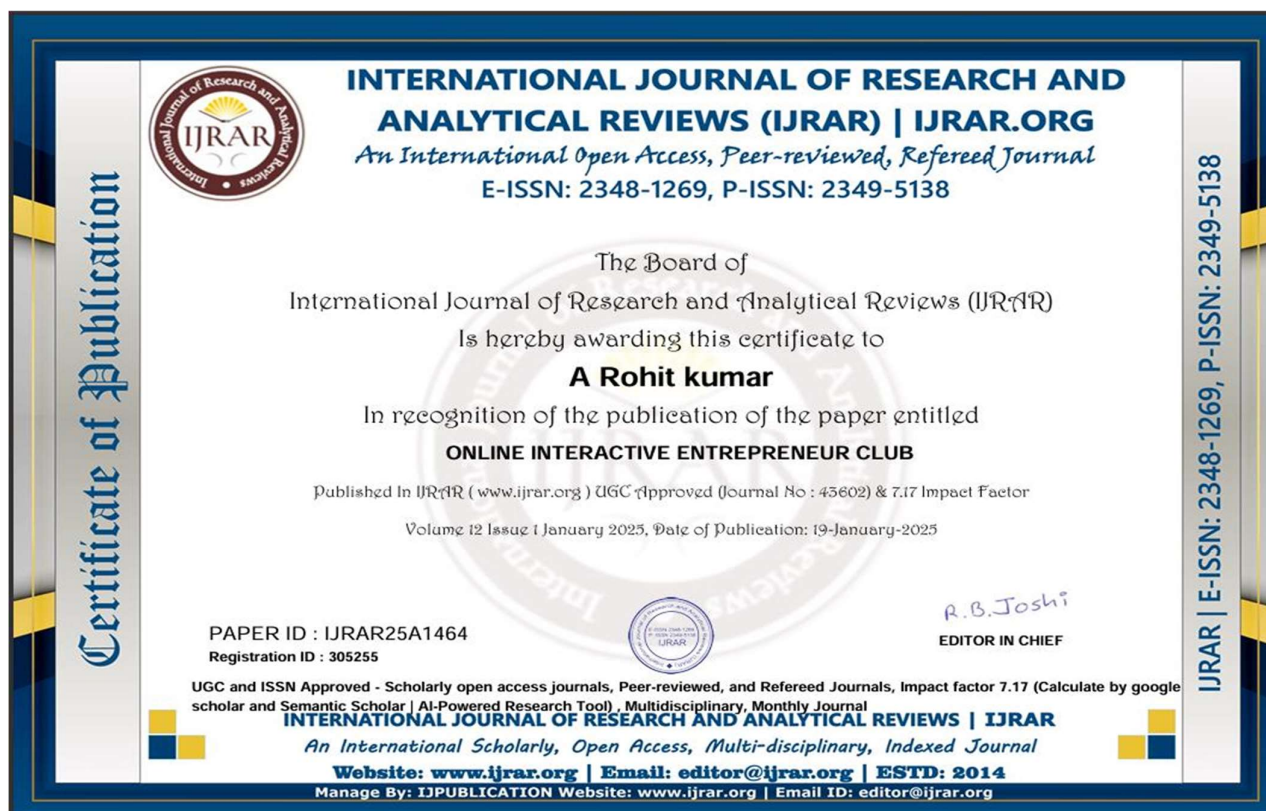 INTERNATIONAL JOURNAL OF RESEARCH AND
ANALYTICAL REVIEWS (IJRAR) | IJRAR.ORG
An International Open Access, Peer-reviewed, Refereed Journal
E-ISSN: 2348-1269, P-ISSN: 2349-5138
International Journal of Research and Analytical Reviews
IJRAR
Certificate of Publication
The Board of
International Journal of Research and Analytical Reviews (IJRAR)
Is hereby awarding this certificate to
A Rohit kumar
In recognition of the publication of the paper entitled
ONLINE INTERACTIVE ENTREPRENEUR CLUB
Published In IJRAR ( www.ijrar.org ) UGC Approved (Journal No : 43602) & 7.17 Impact Factor
Volume 12 Issue 1 January 2025, Date of Publication: 19-January-2025
PAPER ID : IJRAR25A1464
Registration ID : 305255
IJRAR
R.B.Joshi
EDITOR IN CHIEF
UGC and ISSN Approved - Scholarly open access journals, Peer-reviewed, and Refereed Journals, Impact factor 7.17 (Calculate by google
scholar and Semantic Scholar | AI-Powered Research Tool) , Multidisciplinary, Monthly Journal
INTERNATIONAL JOURNAL OF RESEARCH AND ANALYTICAL REVIEWS | IJRAR
An International Scholarly, Open Access, Multi-disciplinary, Indexed Journal
Website: www.ijrar.org | Email: editor@ijrar.org | ESTD: 2014
Manage By: IJPUBLICATION Website: www.ijrar.org | Email ID: editor@ijrar.org
IJRAR | E-ISSN: 2348-1269, P-ISSN: 2349-5138